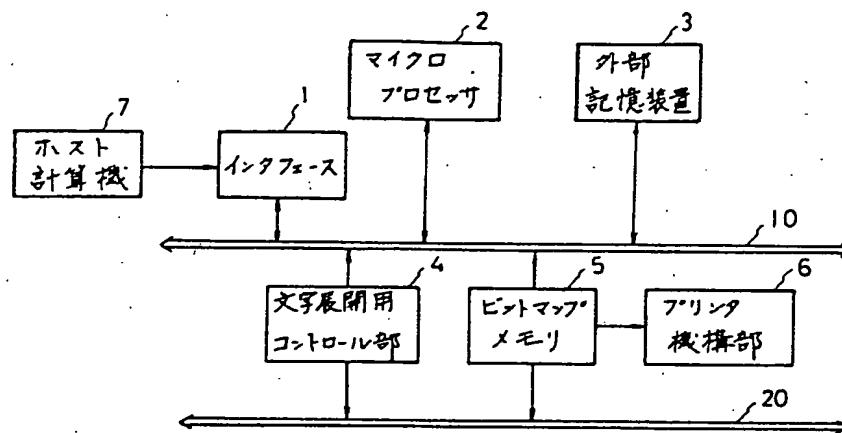 2
マイクロ
プロセッサ
3
外部
記憶装置
7
ホスト
計算機
1
インタフェース
10
4
文字展開用
コントロール部
5
ビットマップ
メモリ
6
プリンタ
機構部
20